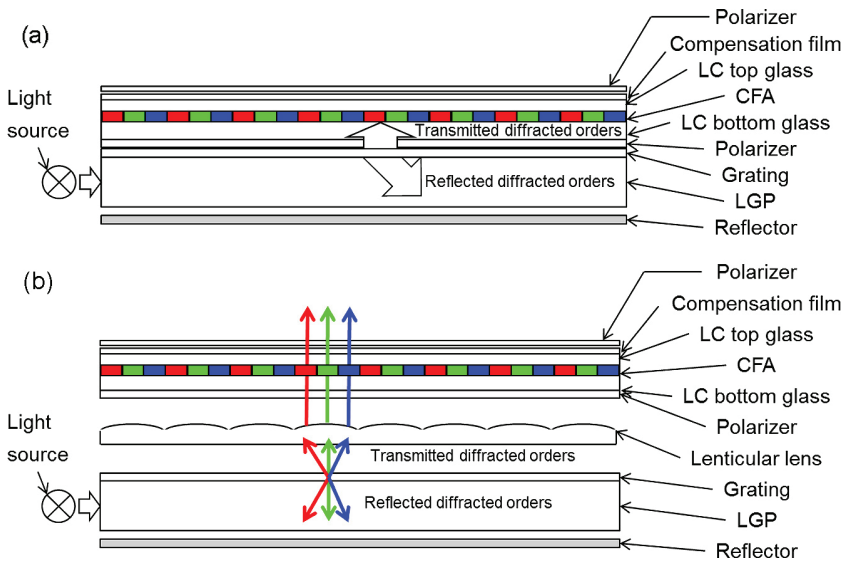 (a)
Polarizer
Compensation film
LC top glass
CFA
LC bottom glass
Polarizer
Grating
LGP
Reflector
Light
source
Transmitted diffracted orders
Reflected diffracted orders
(b)
Polarizer
Compensation film
LC top glass
CFA
LC bottom glass
Polarizer
Lenticular lens
Grating
LGP
Reflector
Light
source
Transmitted diffracted orders
Reflected diffracted orders